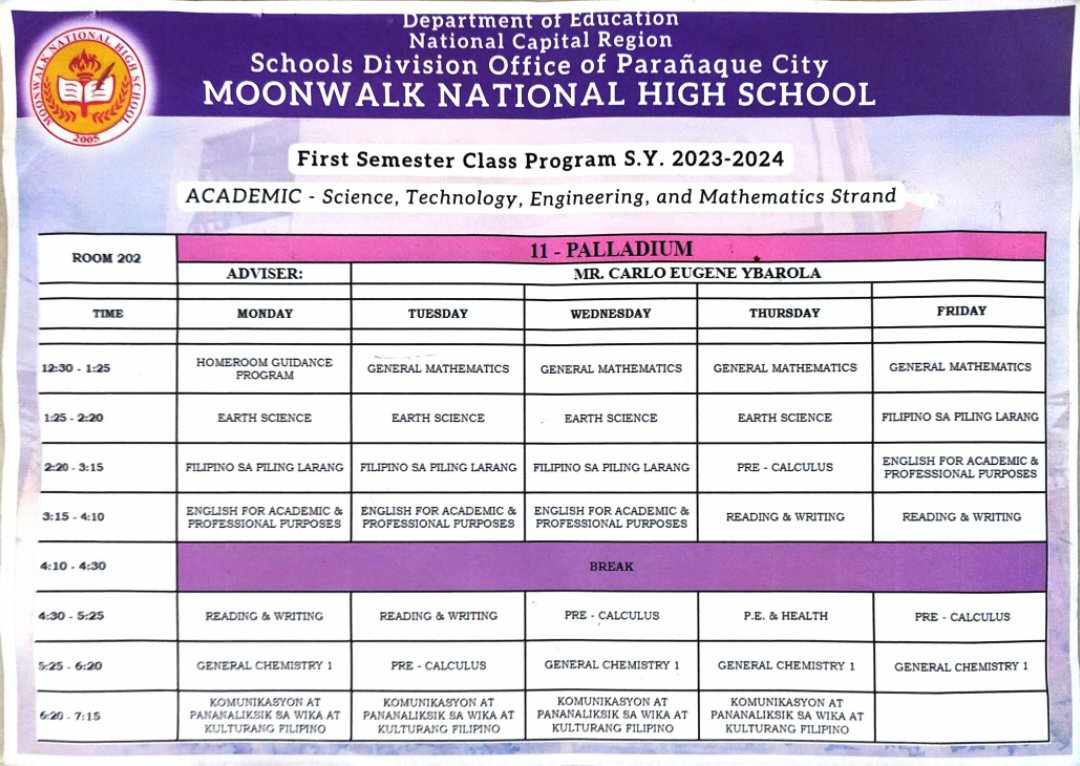 Department of Education
National Capital Region
Schools Division Office of Parañaque City
MOONWALK NATIONAL HIGH SCHOOL
MOONWALK NATIONAL HIGH SCHOOL
2005
First Semester Class Program S.Y. 2023-2024
ACADEMIC - Science, Technology, Engineering, and Mathematics Strand
ROOM 202 11 - PALLADIUM
ADVISER: MR. CARLO EUGENE YBAROLA
TIME MONDAY TUESDAY WEDNESDAY THURSDAY FRIDAY
12:30 - 1:25 HOMEROOM GUIDANCE PROGRAM GENERAL MATHEMATICS GENERAL MATHEMATICS GENERAL MATHEMATICS GENERAL MATHEMATICS
1:25 - 2:20 EARTH SCIENCE EARTH SCIENCE EARTH SCIENCE EARTH SCIENCE FILIPINO SA PILING LARANG
2:20 - 3:15 FILIPINO SA PILING LARANG FILIPINO SA PILING LARANG FILIPINO SA PILING LARANG PRE - CALCULUS ENGLISH FOR ACADEMIC & PROFESSIONAL PURPOSES
3:15 - 4:10 ENGLISH FOR ACADEMIC & PROFESSIONAL PURPOSES ENGLISH FOR ACADEMIC & PROFESSIONAL PURPOSES ENGLISH FOR ACADEMIC & PROFESSIONAL PURPOSES READING & WRITING READING & WRITING
4:10 - 4:30 BREAK
4:30 - 5:25 READING & WRITING READING & WRITING PRE - CALCULUS P.E. & HEALTH PRE - CALCULUS
5:25 - 6:20 GENERAL CHEMISTRY 1 PRE - CALCULUS GENERAL CHEMISTRY 1 GENERAL CHEMISTRY 1 GENERAL CHEMISTRY 1
6:20 - 7:15 KOMUNIKASYON AT PANANALIKSIK SA WIKA AT KULTURANG FILIPINO KOMUNIKASYON AT PANANALIKSIK SA WIKA AT KULTURANG FILIPINO KOMUNIKASYON AT PANANALIKSIK SA WIKA AT KULTURANG FILIPINO KOMUNIKASYON AT PANANALIKSIK SA WIKA AT KULTURANG FILIPINO